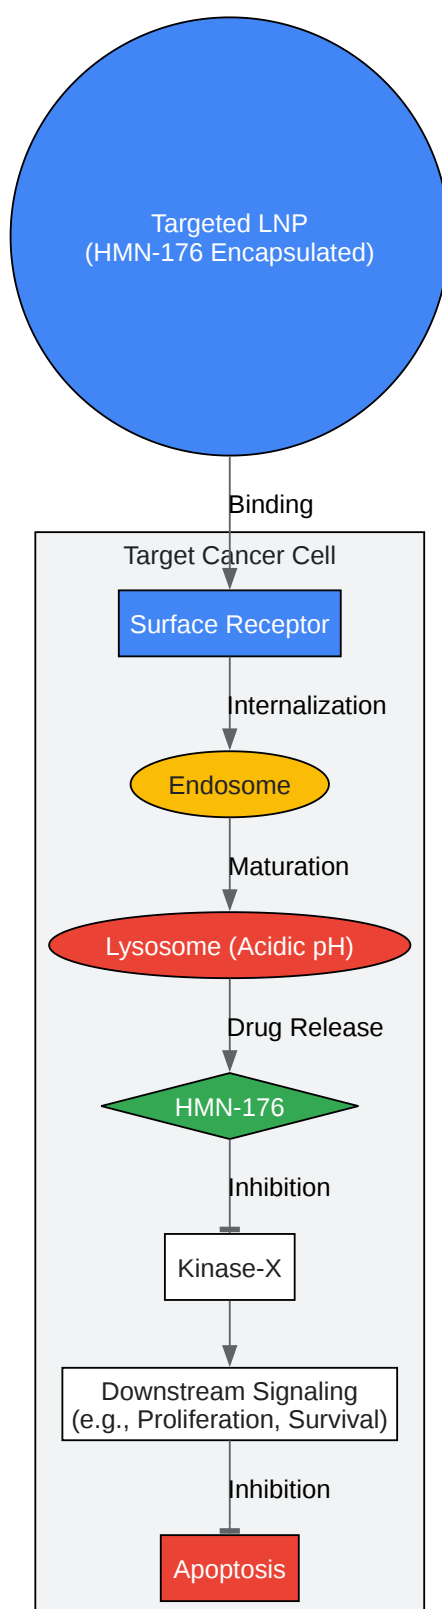 Targeted LNP
(HMN-176 Encapsulated)
Binding
Target Cancer Cell
Surface Receptor
Internalization
Endosome
Maturation
Lysosome (Acidic pH)
Drug Release
HMN-176
Inhibition
Kinase-X
Downstream Signaling
(e.g., Proliferation, Survival)
Inhibition
Apoptosis